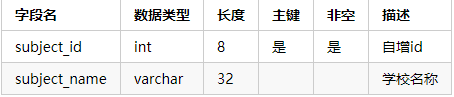 字段名 数据类型 长度 主键 非空 描述
subject_id int 8 是 是 自增id
subject_name varchar 32 学校名称